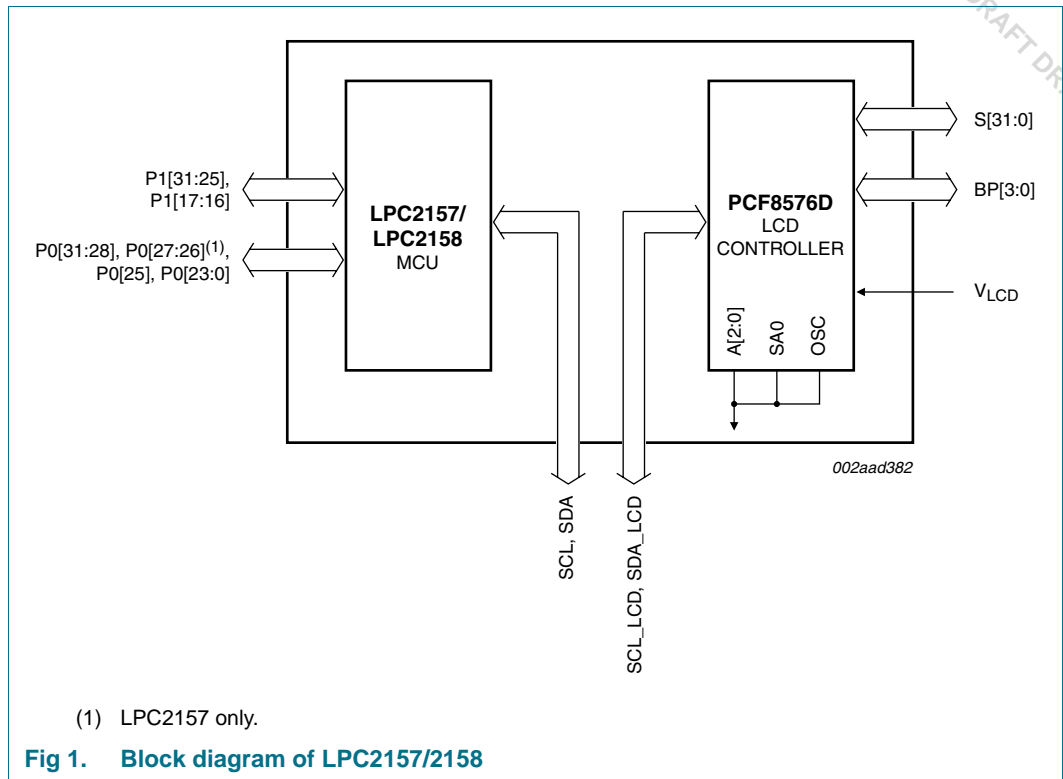 DRAFT DRA
P1[31:25],
P1[17:16]
P0[31:28], P0[27:26](1),
P0[25], P0[23:0]
LPC2157/
LPC2158
MCU
PCF8576D
LCD
CONTROLLER
A[2:0]
SA0
OSC
S[31:0]
BP[3:0]
VLCD
002aad382
SCL, SDA
SCL_LCD, SDA_LCD
(1) LPC2157 only.
Fig 1. Block diagram of LPC2157/2158